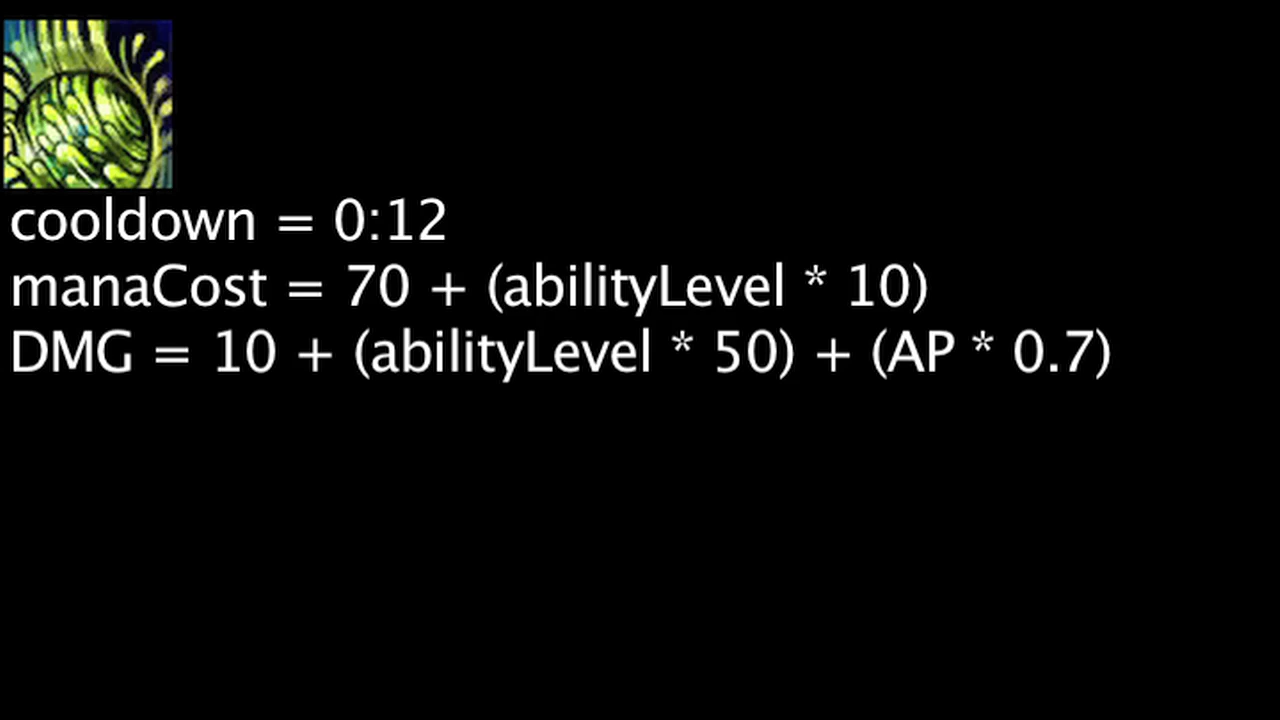 cooldown = 0:12
manaCost = 70 + (abilityLevel * 10)
DMG = 10 + (abilityLevel * 50) + (AP * 0.7)